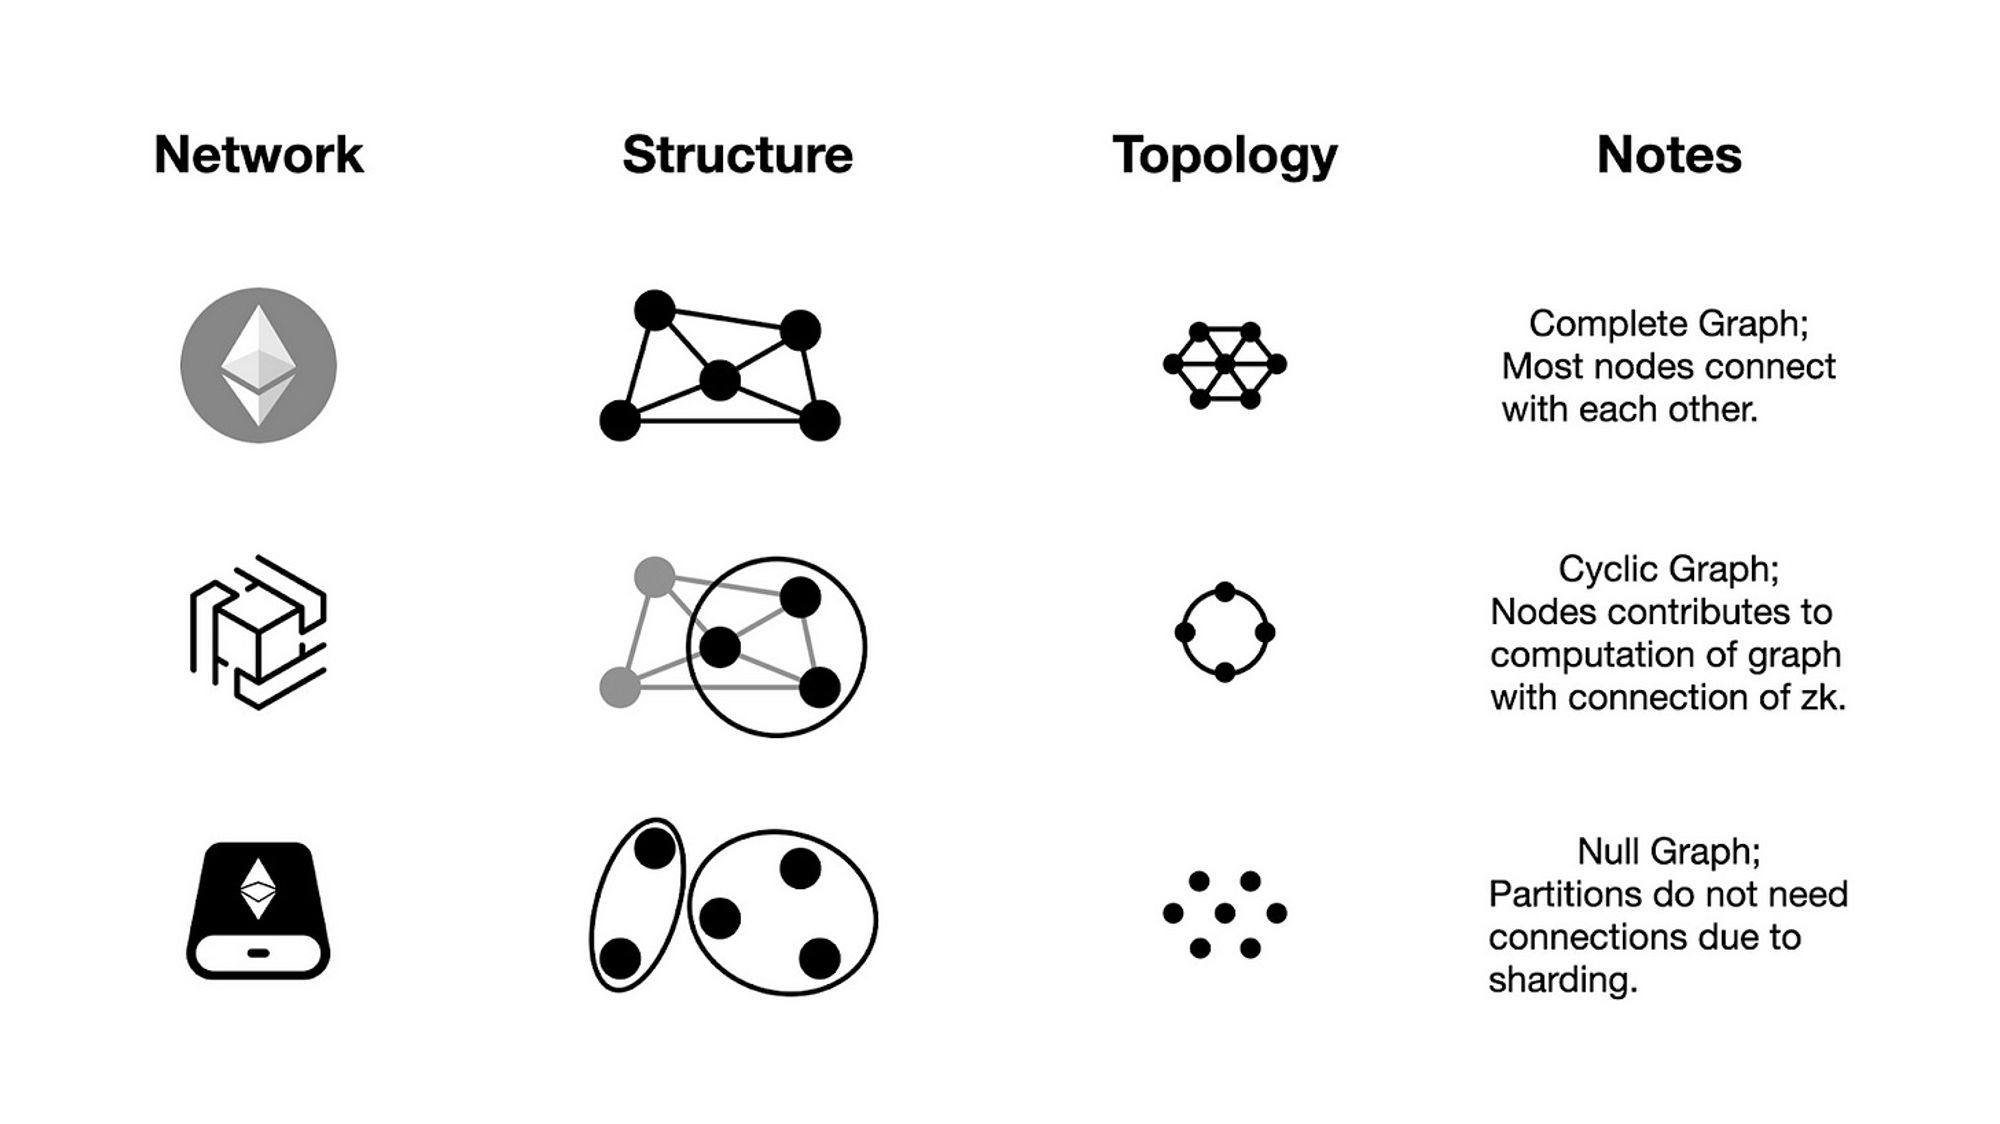 Network
Structure
Topology
Notes
Complete Graph;
Most nodes connect
with each other.
Cyclic Graph;
Nodes contributes to
computation of graph
with connection of zk.
Null Graph;
Partitions do not need
connections due to
sharding.